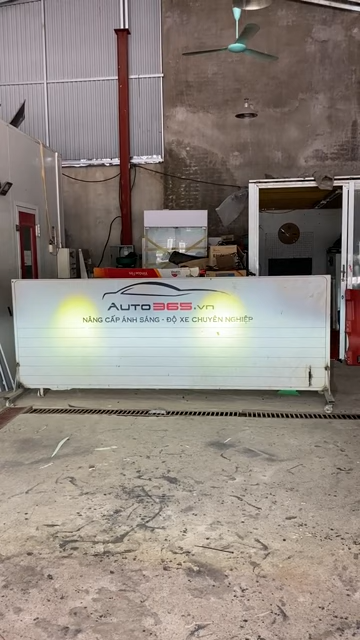 AUTO365.vn
NÂNG CẤP ÁNH SÁNG - ĐỘ XE CHUYÊN NGHIỆP